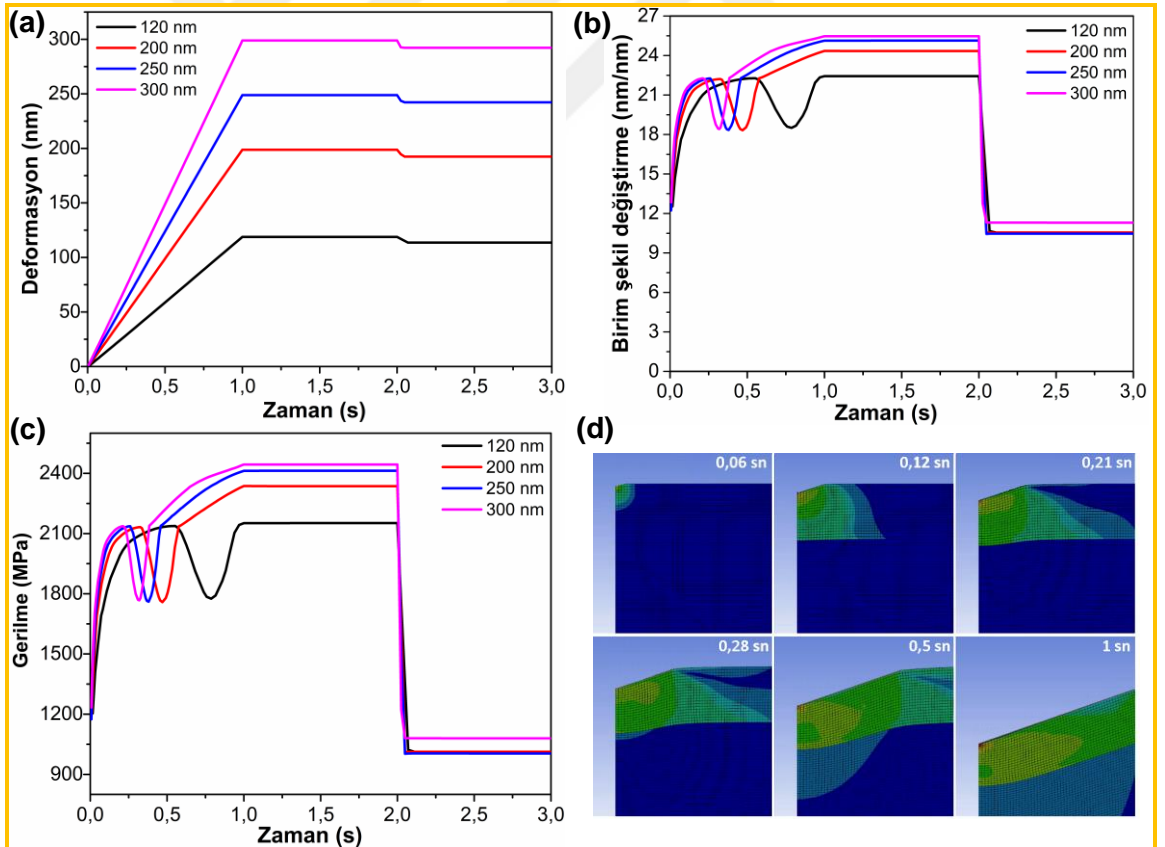 (a)
120 nm
200 nm
250 nm
300 nm
300
250
200
150
100
50
0
Deformasyon (nm)
0,0 0,5 1,0 1,5 2,0 2,5 3,0
Zaman (s)
(b)
120 nm
200 nm
250 nm
300 nm
27
24
21
18
15
12
9
6
3
0
Birim şekil değiştirme (nm/nm)
0,0 0,5 1,0 1,5 2,0 2,5 3,0
Zaman (s)
(c)
120 nm
200 nm
250 nm
300 nm
2400
2100
1800
1500
1200
900
Gerilme (MPa)
0,0 0,5 1,0 1,5 2,0 2,5 3,0
Zaman (s)
(d)
0,06 sn 0,12 sn 0,21 sn
0,28 sn 0,5 sn 1 sn